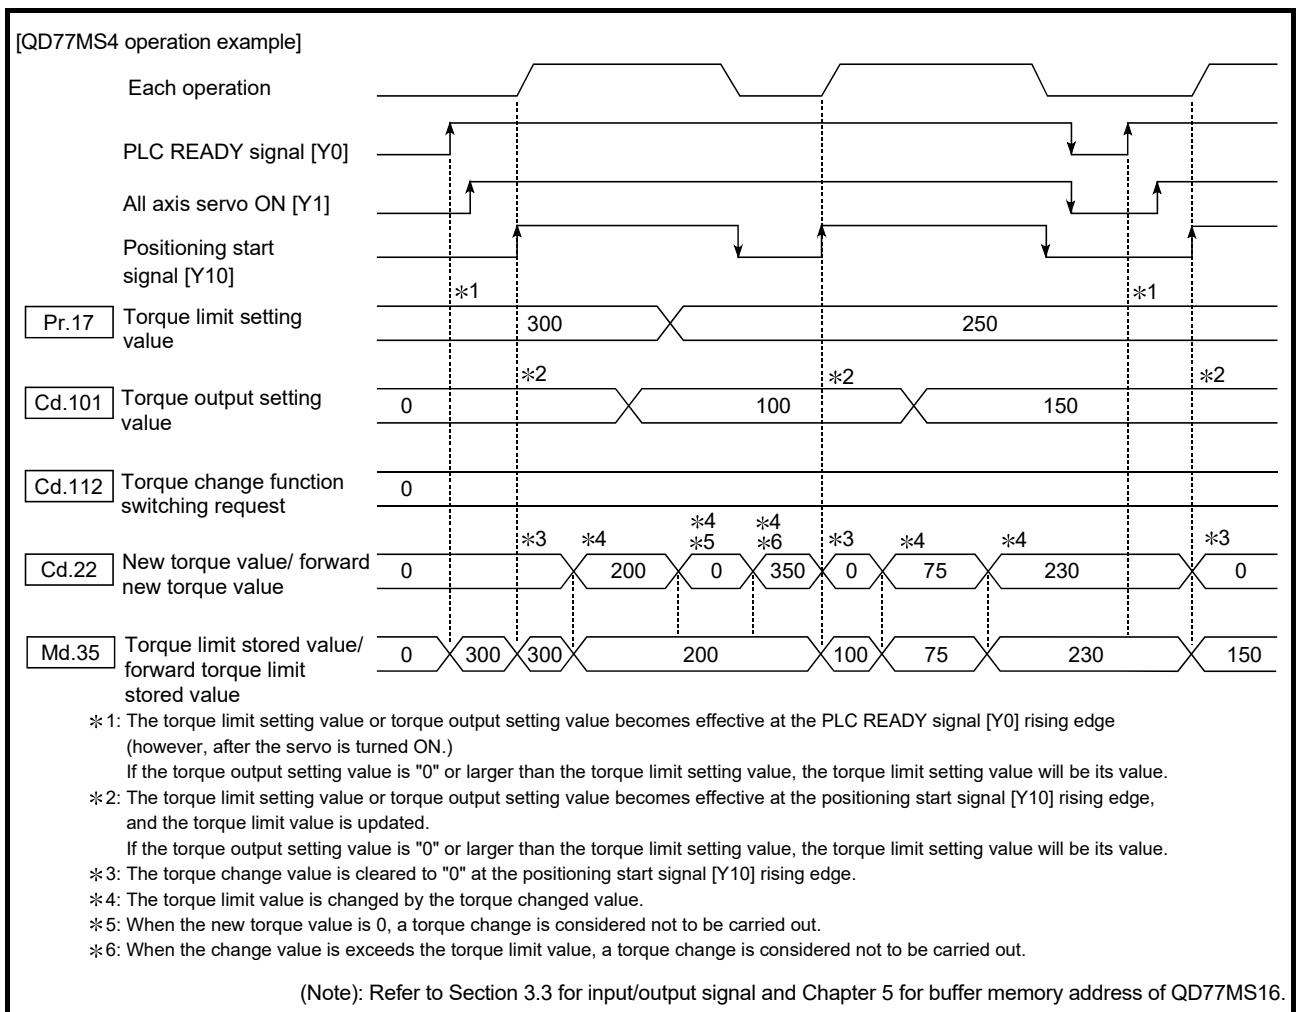 [QD77MS4 operation example]
Each operation
PLC READY signal [Y0]
All axis servo ON [Y1]
Positioning start
signal [Y10]
＊1 ＊1
Pr.17 Torque limit setting
value
300 250
＊2 ＊2 ＊2
Cd.101 Torque output setting
value
0 100 150
Cd.112 Torque change function
switching request
0
＊4 ＊4
＊3 ＊4 ＊5 ＊6 ＊3 ＊4 ＊4 ＊3
Cd.22 New torque value/ forward
new torque value
0 200 0 350 0 75 230 0
Md.35 Torque limit stored value/
forward torque limit
stored value
0 300 300 200 100 75 230 150
＊1: The torque limit setting value or torque output setting value becomes effective at the PLC READY signal [Y0] rising edge
(however, after the servo is turned ON.)
If the torque output setting value is "0" or larger than the torque limit setting value, the torque limit setting value will be its value.
＊2: The torque limit setting value or torque output setting value becomes effective at the positioning start signal [Y10] rising edge,
and the torque limit value is updated.
If the torque output setting value is "0" or larger than the torque limit setting value, the torque limit setting value will be its value.
＊3: The torque change value is cleared to "0" at the positioning start signal [Y10] rising edge.
＊4: The torque limit value is changed by the torque changed value.
＊5: When the new torque value is 0, a torque change is considered not to be carried out.
＊6: When the change value is exceeds the torque limit value, a torque change is considered not to be carried out.
(Note): Refer to Section 3.3 for input/output signal and Chapter 5 for buffer memory address of QD77MS16.